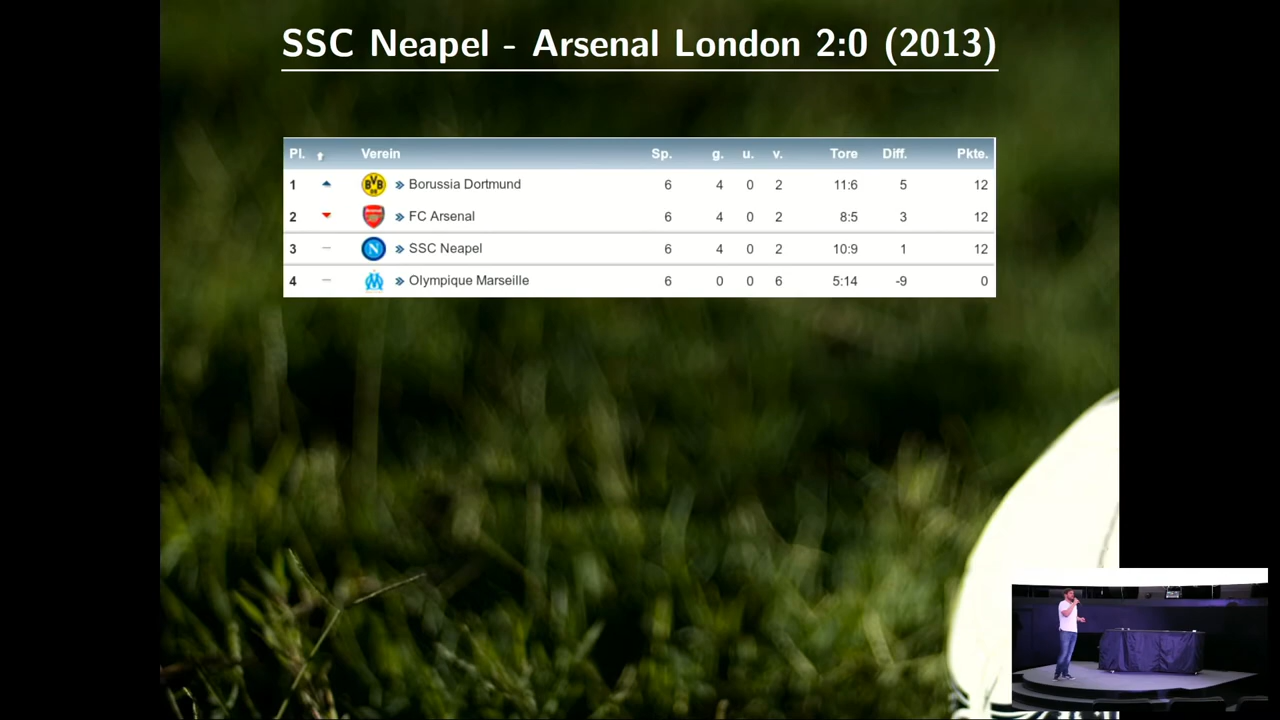 SSC Neapel - Arsenal London 2:0 (2013)
Pl. Verein Sp. g. u. v. Tore Diff. Pkte.
1 BVB 09 » Borussia Dortmund 6 4 0 2 11:6 5 12
2 » FC Arsenal 6 4 0 2 8:5 3 12
3 N » SSC Neapel 6 4 0 2 10:9 1 12
4 » Olympique Marseille 6 0 0 6 5:14 -9 0